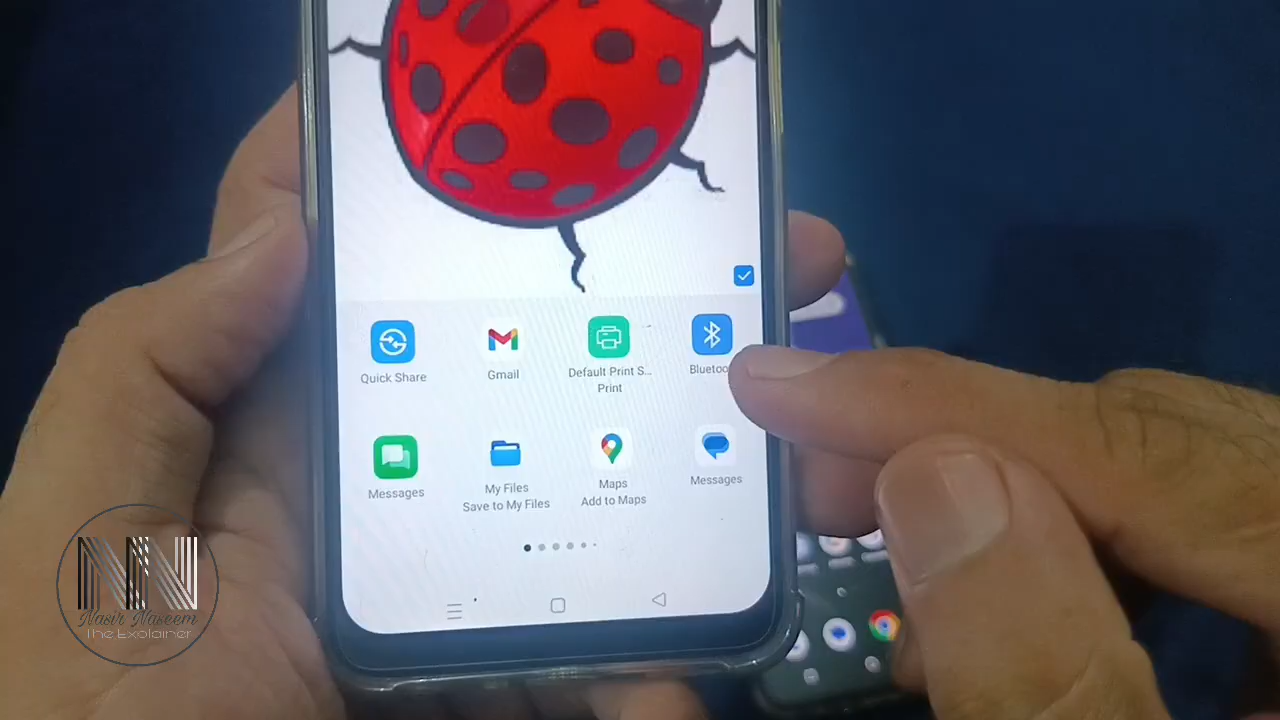 Quick Share
Gmail
Default Print S...
Print
Messages
My Files
Save to My Files
Maps
Add to Maps
Messages
NN
Nasir Naseem
The Explainer